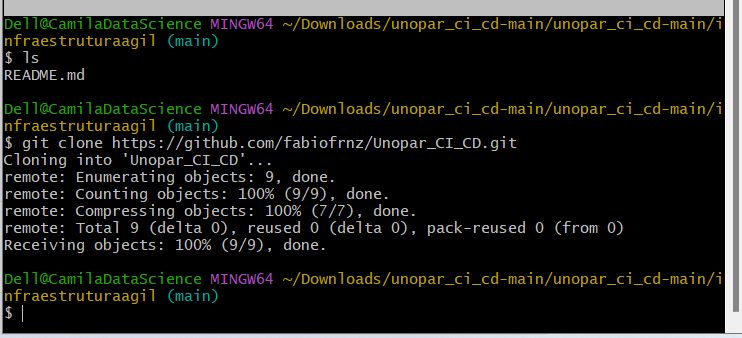 Dell@CamilaDataScience MINGW64 ~/Downloads/unopar_ci_cd-main/unopar_ci_cd-main/i
nfraestruturaagil (main)
$ ls
README.md
Dell@CamilaDataScience MINGW64 ~/Downloads/unopar_ci_cd-main/unopar_ci_cd-main/i
nfraestruturaagil (main)
$ git clone https://github.com/fabiofrnz/Unopar_CI_CD.git
Cloning into 'Unopar_CI_CD'...
remote: Enumerating objects: 9, done.
remote: Counting objects: 100% (9/9), done.
remote: Compressing objects: 100% (7/7), done.
remote: Total 9 (delta 0), reused 0 (delta 0), pack-reused 0 (from 0)
Receiving objects: 100% (9/9), done.
Dell@CamilaDataScience MINGW64 ~/Downloads/unopar_ci_cd-main/unopar_ci_cd-main/i
nfraestruturaagil (main)
$